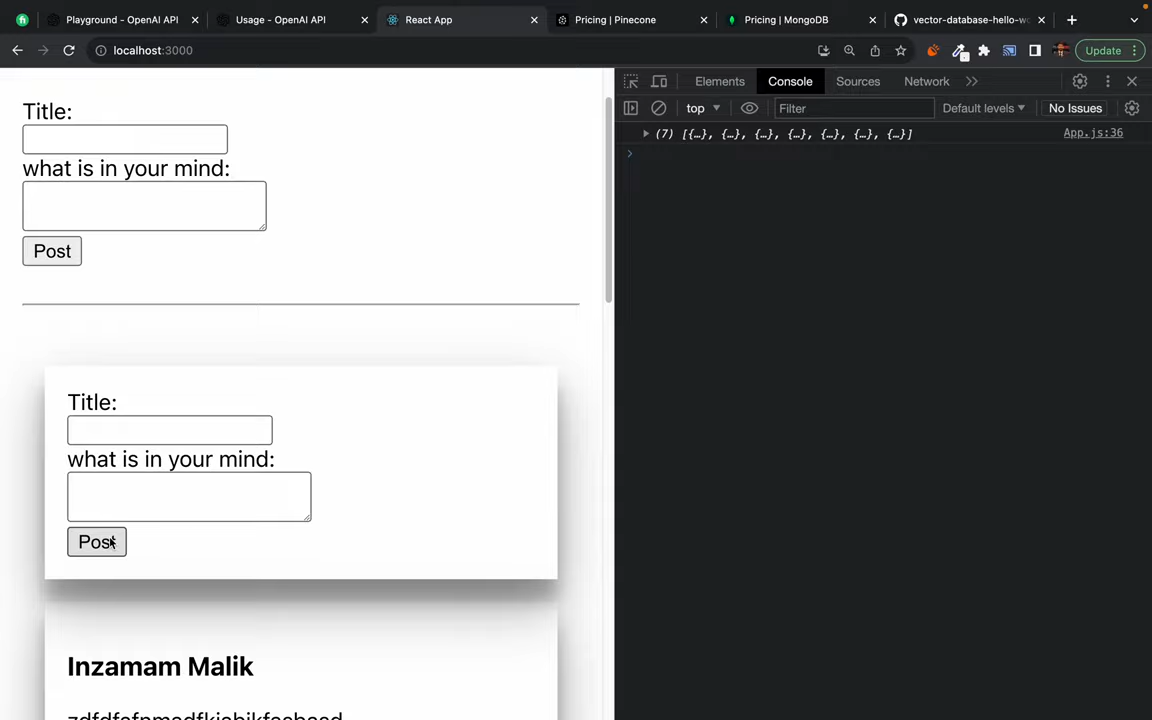 Playground - OpenAI API
Usage - OpenAI API
React App
Pricing | Pinecone
Pricing | MongoDB
vector-database-hello-wo
localhost:3000
Update
Elements
Console
Sources
Network
top
Filter
Default levels
No Issues
(7) [{…}, {…}, {…}, {…}, {…}, {…}, {…}]
App.js:36
Title:
what is in your mind:
Post
Title:
what is in your mind:
Post
Inzamam Malik